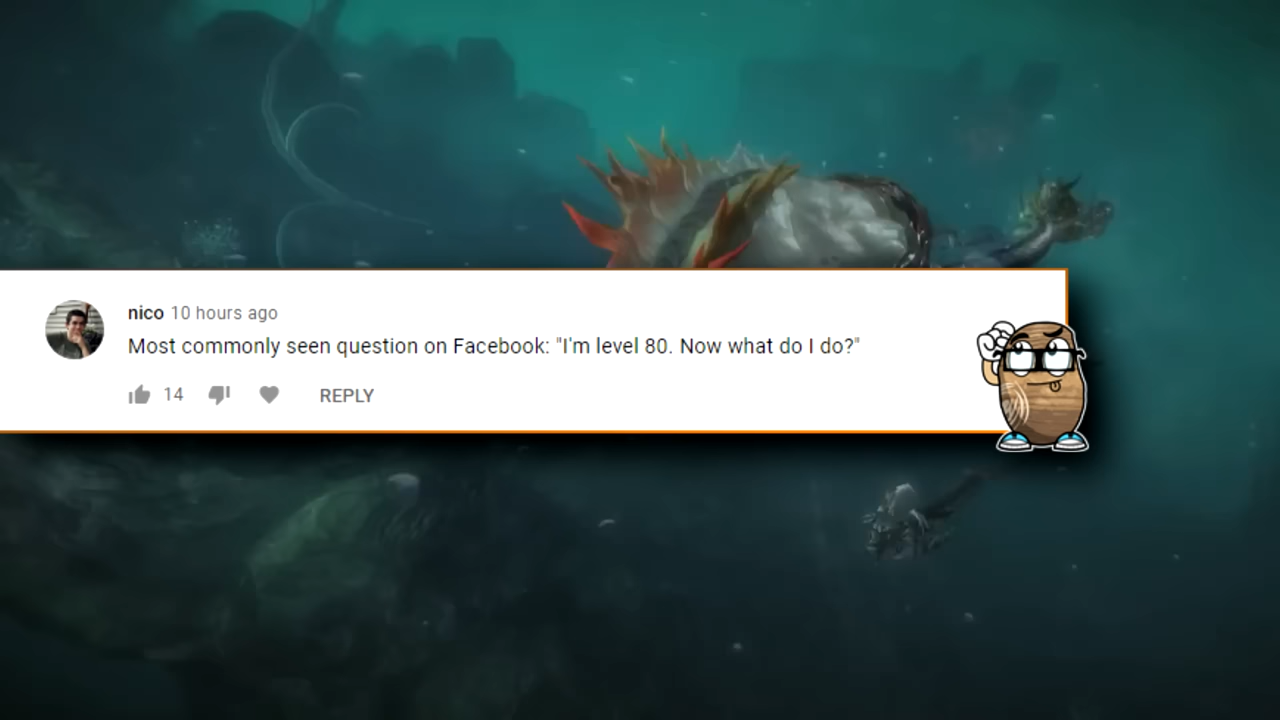 nico 10 hours ago
Most commonly seen question on Facebook: "I'm level 80. Now what do I do?"
14 REPLY